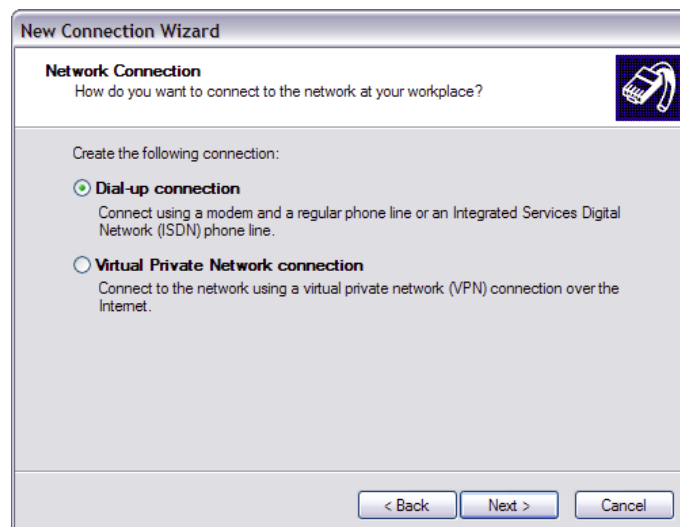 New Connection Wizard
Network Connection
How do you want to connect to the network at your workplace?
Create the following connection:
Dial-up connection
Connect using a modem and a regular phone line or an Integrated Services Digital
Network (ISDN) phone line.
Virtual Private Network connection
Connect to the network using a virtual private network (VPN) connection over the
Internet.
< Back Next > Cancel